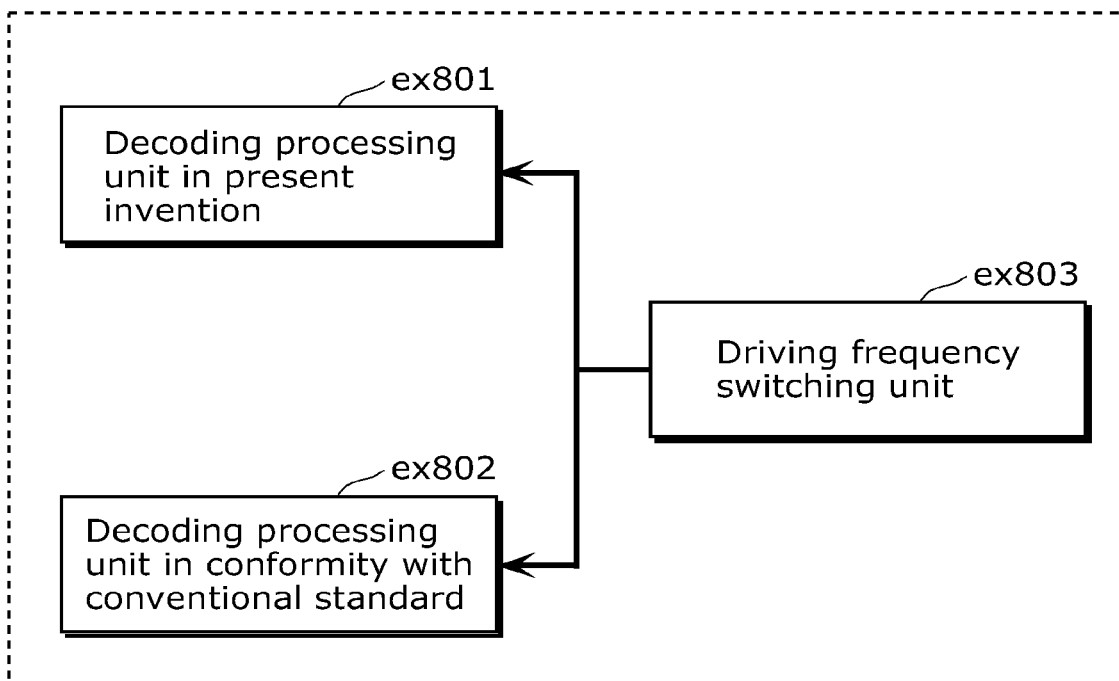 ex801
Decoding processing
unit in present
invention
ex803
Driving frequency
switching unit
ex802
Decoding processing
unit in conformity with
conventional standard